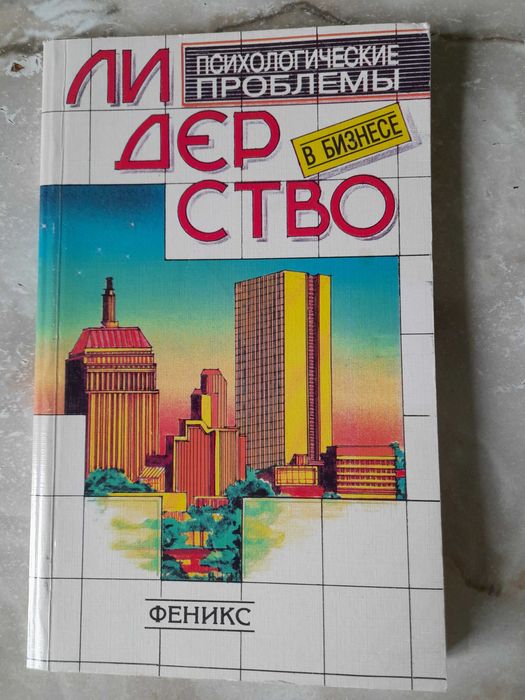 ПСИХОЛОГИЧЕСКИЕ
ПРОБЛЕМЫ
ЛИ
ДЕР
СТВО
В БИЗНЕСЕ
ФЕНИКС